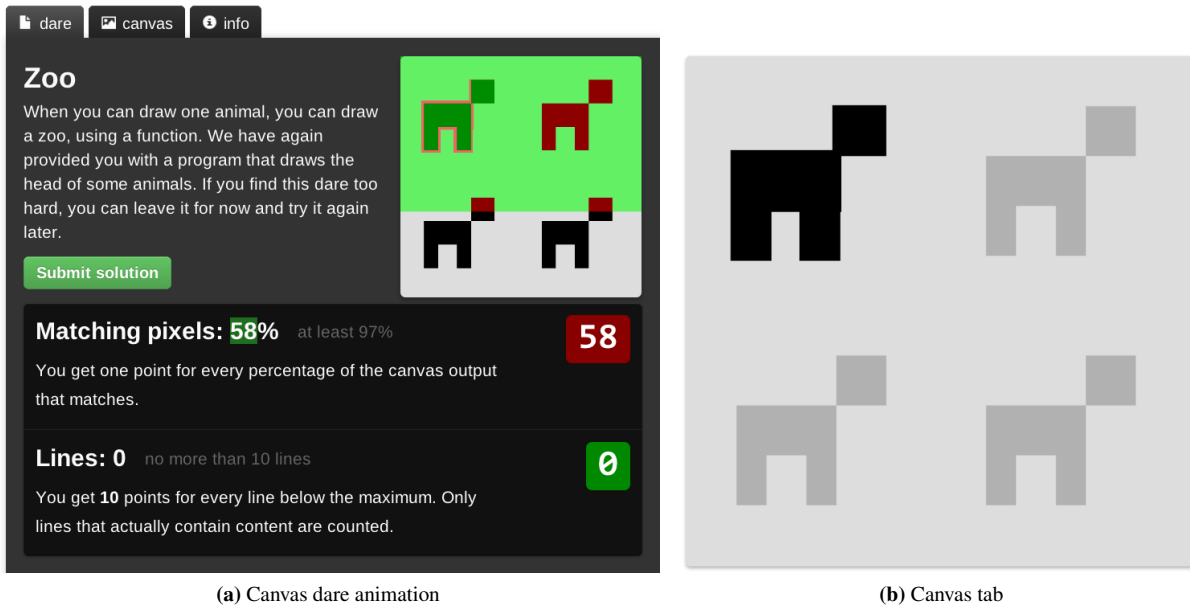 dare
canvas
info
Zoo
When you can draw one animal, you can draw
a zoo, using a function. We have again
provided you with a program that draws the
head of some animals. If you find this dare too
hard, you can leave it for now and try it again
later.
Submit solution
Matching pixels: 58% at least 97%
58
You get one point for every percentage of the canvas output
that matches.
Lines: 0 no more than 10 lines
0
You get 10 points for every line below the maximum. Only
lines that actually contain content are counted.
(a) Canvas dare animation
(b) Canvas tab